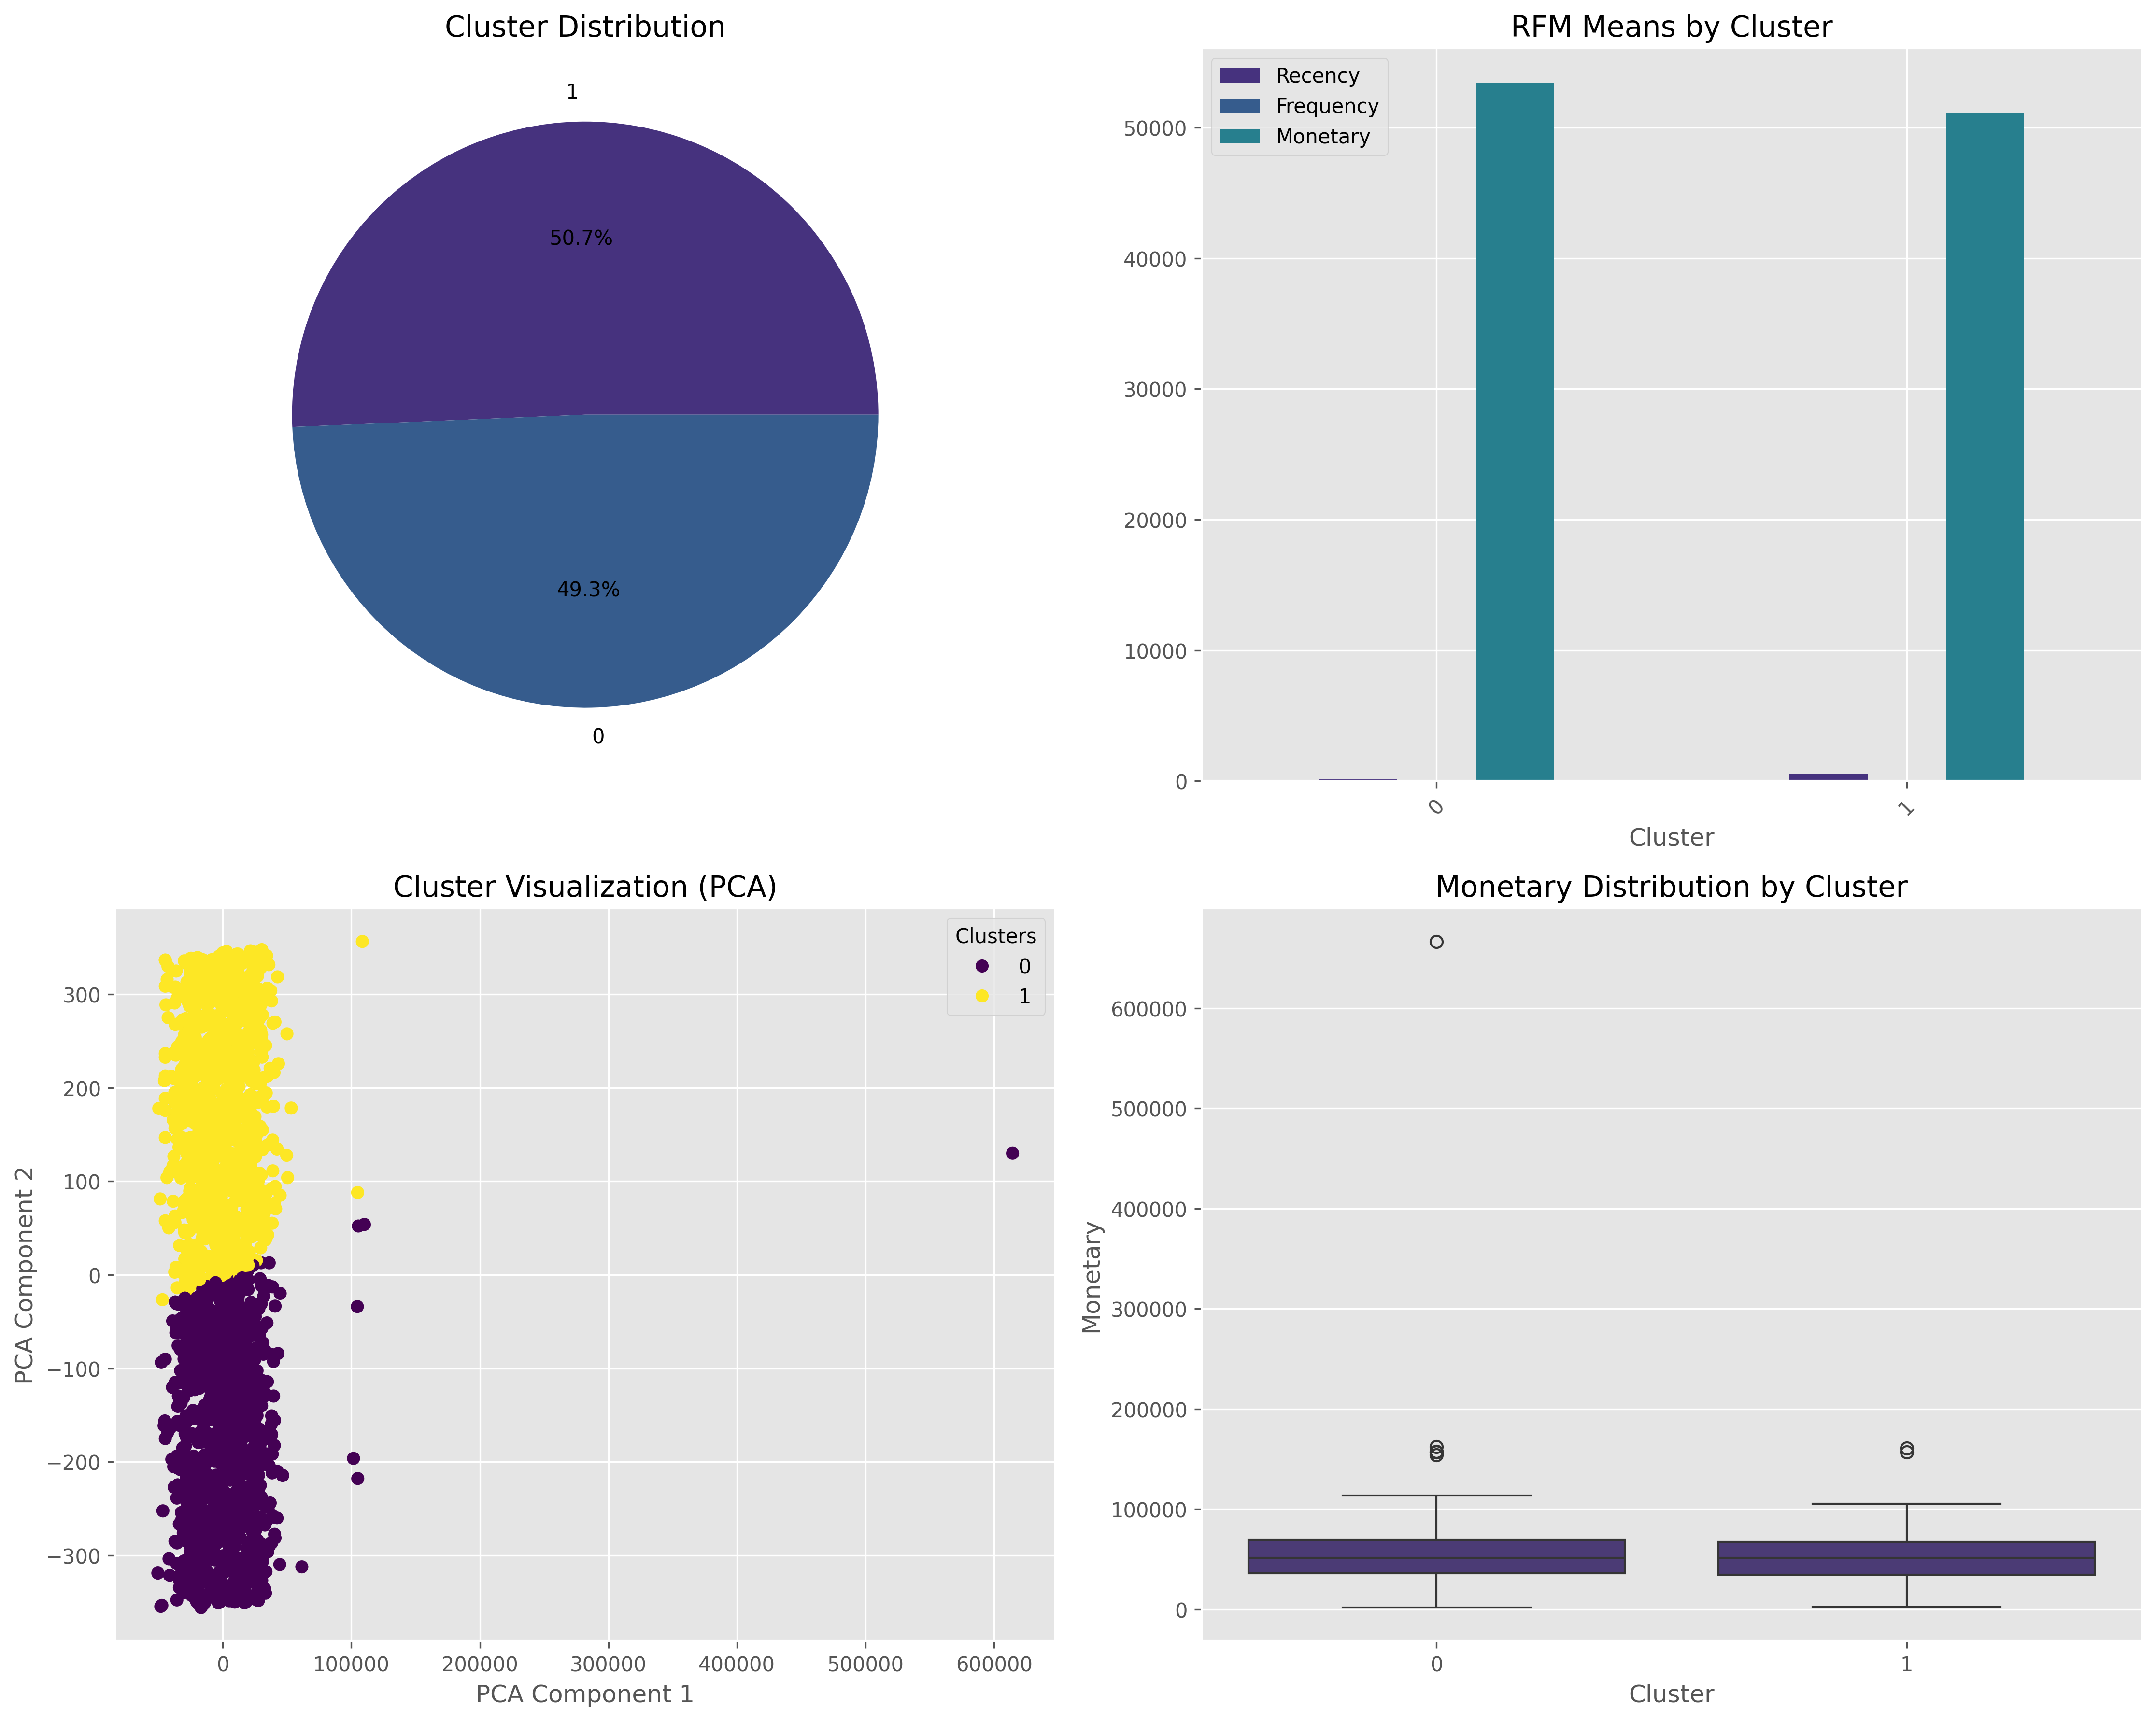 Cluster Distribution
1
50.7%
49.3%
0
RFM Means by Cluster
Recency
Frequency
Monetary
50000
40000
30000
20000
10000
0
0
1
Cluster
Cluster Visualization (PCA)
Clusters
0
1
300
200
100
0
−100
−200
−300
PCA Component 2
0
100000
200000
300000
400000
500000
600000
PCA Component 1
Monetary Distribution by Cluster
600000
500000
400000
300000
200000
100000
0
Monetary
0
1
Cluster